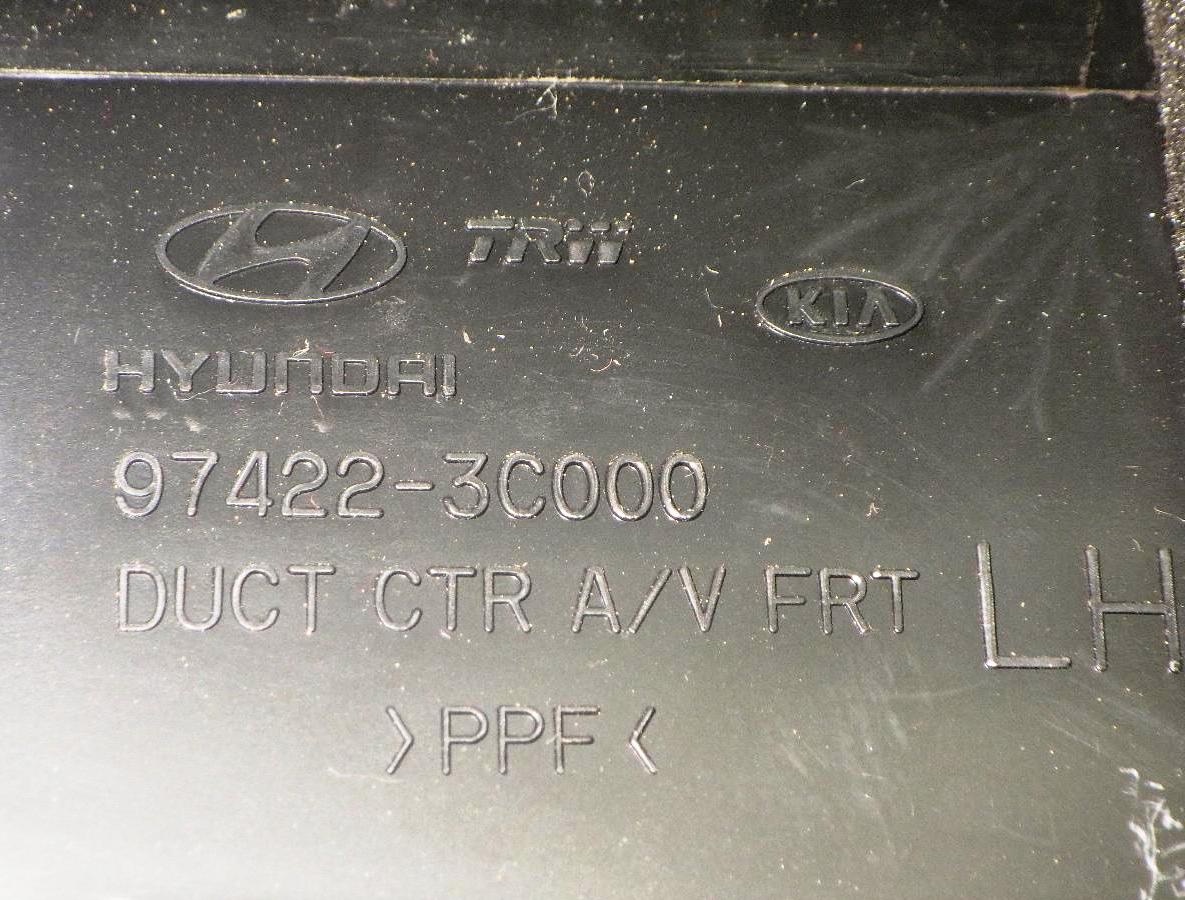 TRW
KIA
HYUNDAI
97422-3C000
DUCT CTR A/V FRT LH
>PPF<